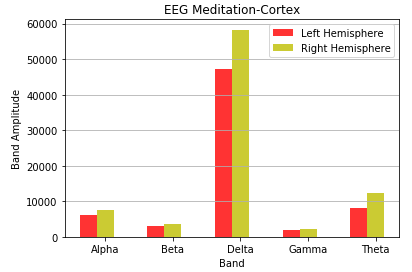 EEG Meditation-Cortex
Left Hemisphere
Right Hemisphere
60000
50000
40000
30000
20000
10000
0
Band Amplitude
Alpha Beta Delta Gamma Theta
Band